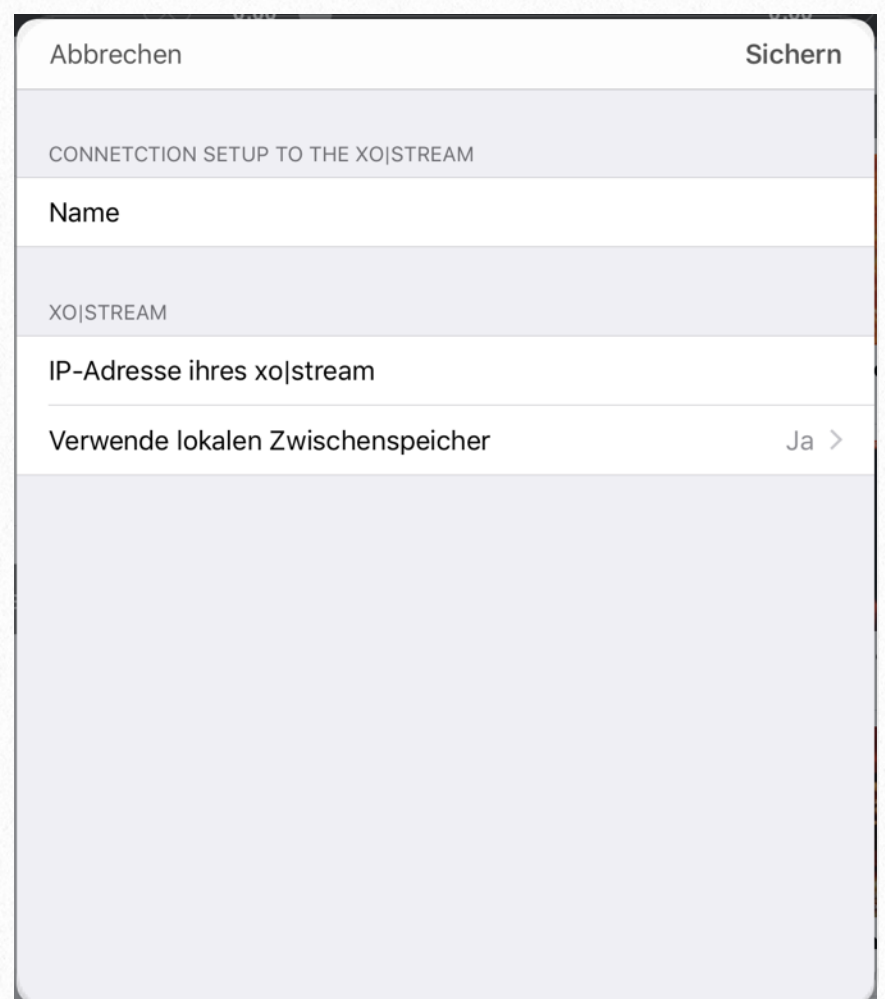 Abbrechen Sichern
CONNETCTION SETUP TO THE XO|STREAM
Name
XO|STREAM
IP-Adresse ihres xo|stream
Verwende lokalen Zwischenspeicher Ja